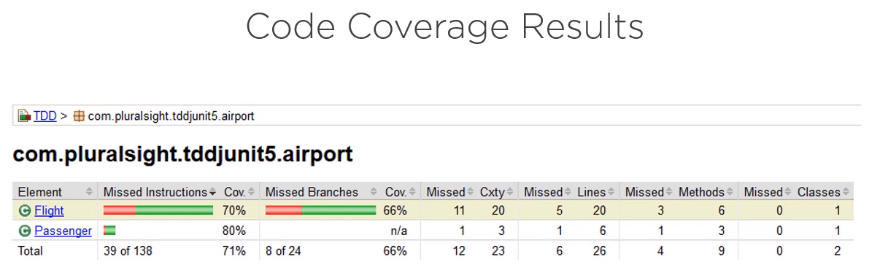 Code Coverage Results
TDD > com.pluralsight.tddjunit5.airport
com.pluralsight.tddjunit5.airport
Element Missed Instructions Cov. Missed Branches Cov. Missed Cxty Missed Lines Missed Methods Missed Classes
Flight 70% 66% 11 20 5 20 3 6 0 1
Passenger 80% n/a 1 3 1 6 1 3 0 1
Total 39 of 138 71% 8 of 24 66% 12 23 6 26 4 9 0 2